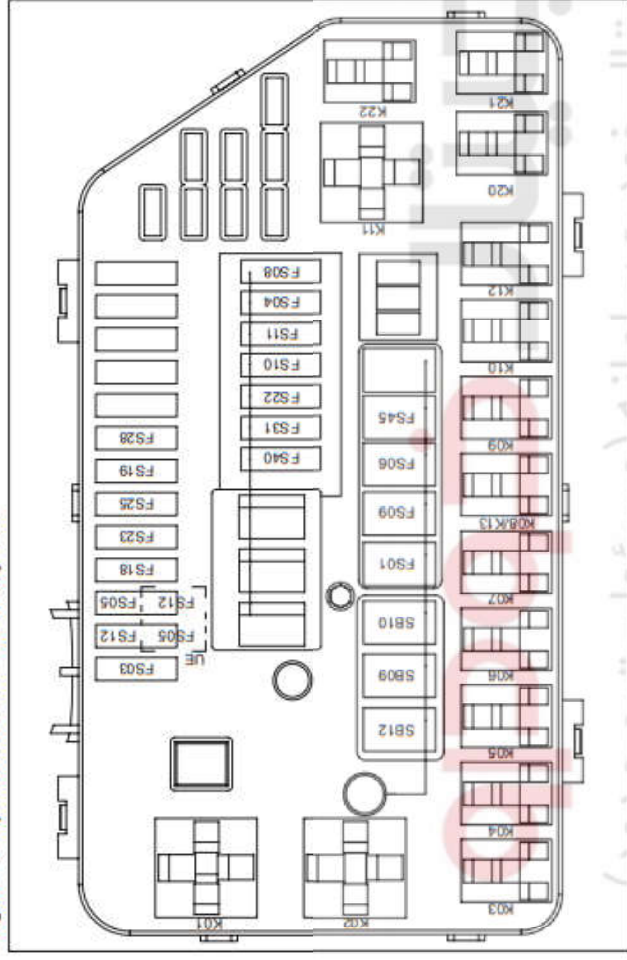 K22
K21
K20
K11
K12
K10
K09
K08/K13
K07
K06
K05
K04
K03
FS08
FS04
FS11
FS10
FS22
FS31
FS40
FS45
FS06
FS09
FS01
SB10
SB09
SB12
FS28
FS19
FS25
FS23
FS18
FS05 FS12
FS12 FS05
UE
FS03
K01
K02